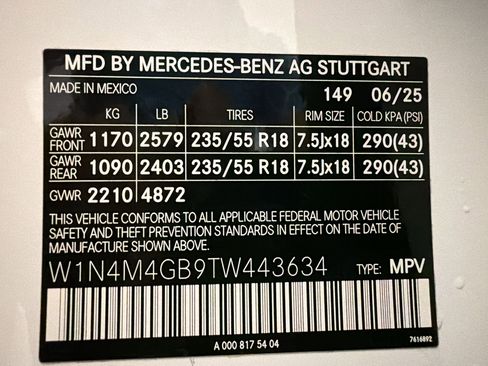 MFD BY MERCEDES-BENZ AG STUTTGART
MADE IN MEXICO 149 06/25
KG LB TIRES RIM SIZE COLD KPA (PSI)
GAWR FRONT 1170 2579 235/55 R18 7.5Jx18 290(43)
GAWR REAR 1090 2403 235/55 R18 7.5Jx18 290(43)
GVWR 2210 4872
THIS VEHICLE CONFORMS TO ALL APPLICABLE FEDERAL MOTOR VEHICLE
SAFETY AND THEFT PREVENTION STANDARDS IN EFFECT ON THE DATE
OF MANUFACTURE SHOWN ABOVE.
W1N4M4GB9TW443634 TYPE: MPV
A 000 817 54 04 7616892